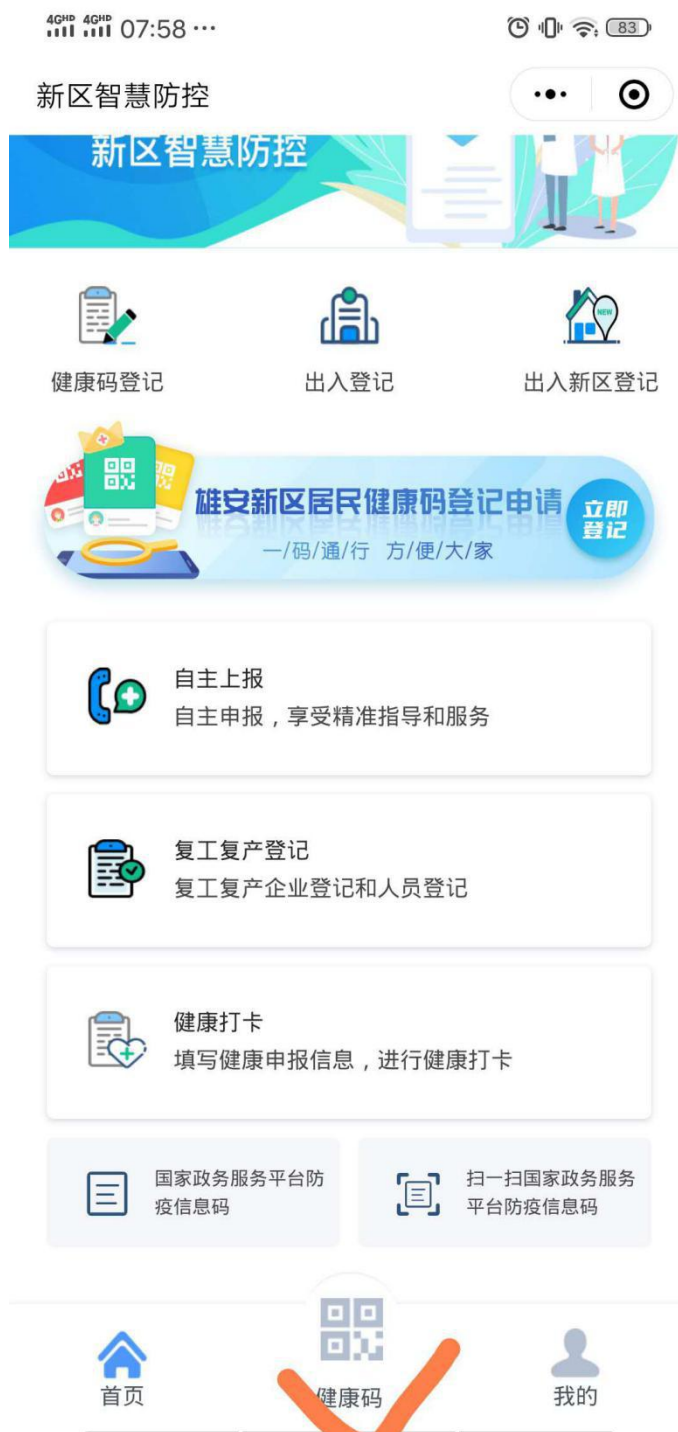 4GHD 4GHD 07:58 ···
83
新区智慧防控
新区智慧防控
健康码登记
出入登记
NEW
出入新区登记
雄安新区居民健康码登记申请
立即
登记
一/码/通/行 方/便/大/家
自主上报
自主申报，享受精准指导和服务
复工复产登记
复工复产企业登记和人员登记
健康打卡
填写健康申报信息，进行健康打卡
国家政务服务平台防
疫信息码
扫一扫国家政务服务
平台防疫信息码
首页
健康码
我的